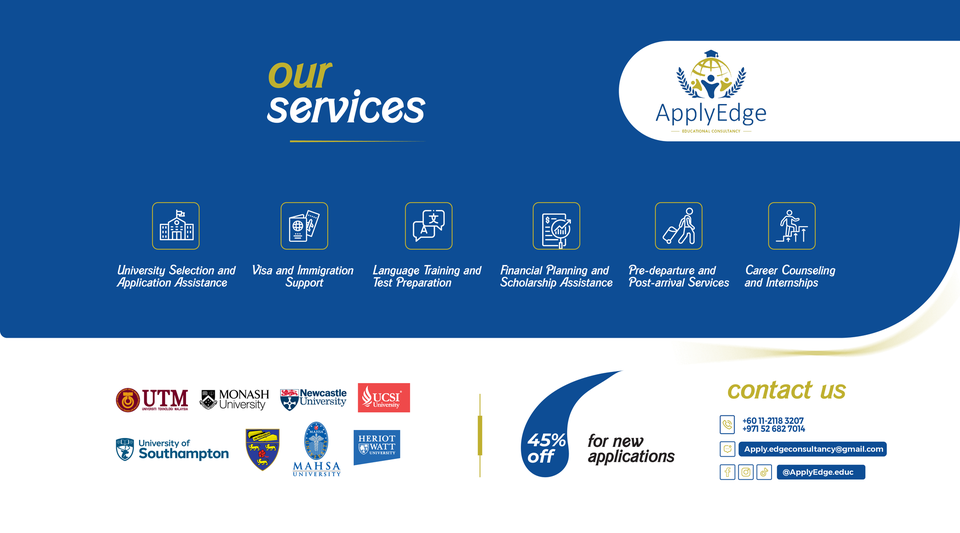 our
services
ApplyEdge
EDUCATIONAL CONSULTANCY
University Selection and
Application Assistance
Visa and Immigration
Support
Language Training and
Test Preparation
Financial Planning and
Scholarship Assistance
Pre-departure and
Post-arrival Services
Career Counseling
and Internships
UTM
UNIVERSITI TEKNOLOGI MALAYSIA
MONASH
University
Newcastle
University
UCSI
University
University of
Southampton
MAHSA
UNIVERSITY
HERIOT
WATT
UNIVERSITY
45%
off
for new
applications
contact us
+60 11-2118 3207
+971 52 682 7014
Apply.edgeconsultancy@gmail.com
@ApplyEdge.educ